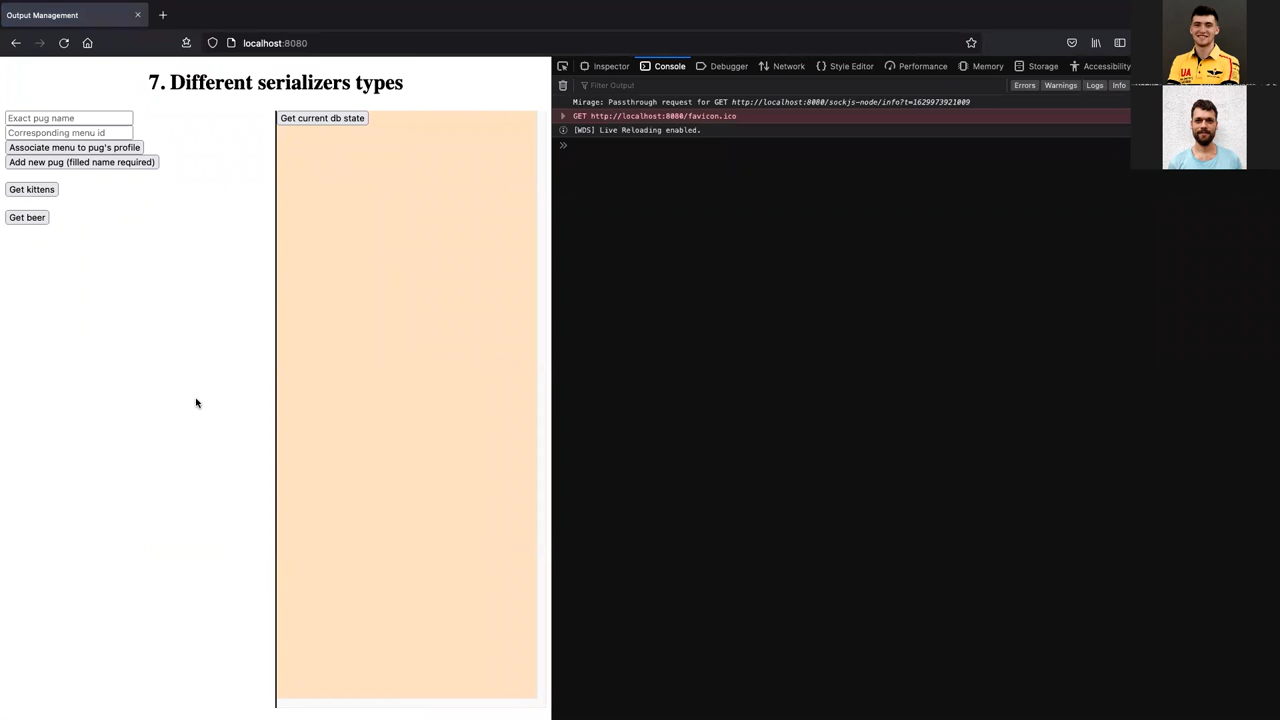 Output Management
localhost:8080
7. Different serializers types
Exact pug name
Corresponding menu id
Associate menu to pug's profile
Add new pug (filled name required)
Get kittens
Get beer
Get current db state
Inspector Console Debugger Network Style Editor Performance Memory Storage Accessibility
Filter Output
Errors Warnings Logs Info
Mirage: Passthrough request for GET http://localhost:8080/sockjs-node/info?t=1629973921009
GET http://localhost:8080/favicon.ico
[WDS] Live Reloading enabled.
UA